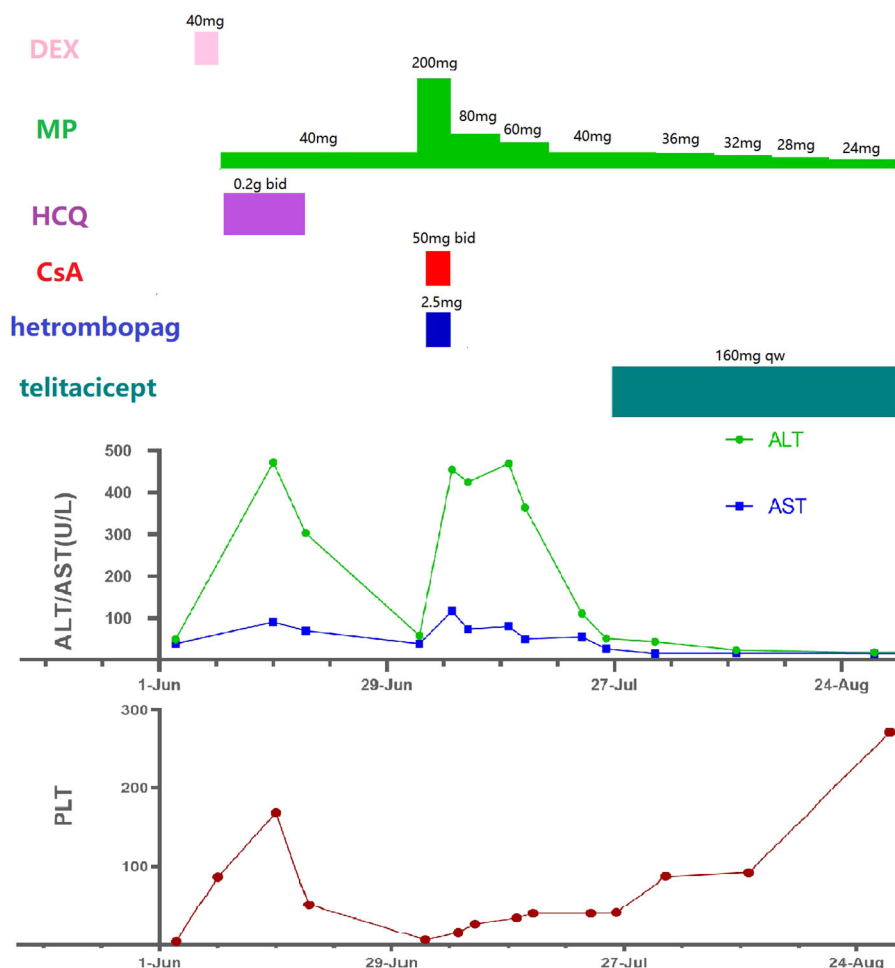 40mg
DEX
200mg
MP
80mg
60mg
40mg
40mg
36mg
32mg
28mg
24mg
0.2g bid
HCQ
50mg bid
CsA
2.5mg
hetrombopag
160mg qw
telitacicept
ALT
AST
ALT/AST(U/L)
500
400
300
200
100
1-Jun
29-Jun
27-Jul
24-Aug
PLT
300
200
100
1-Jun
29-Jun
27-Jul
24-Aug